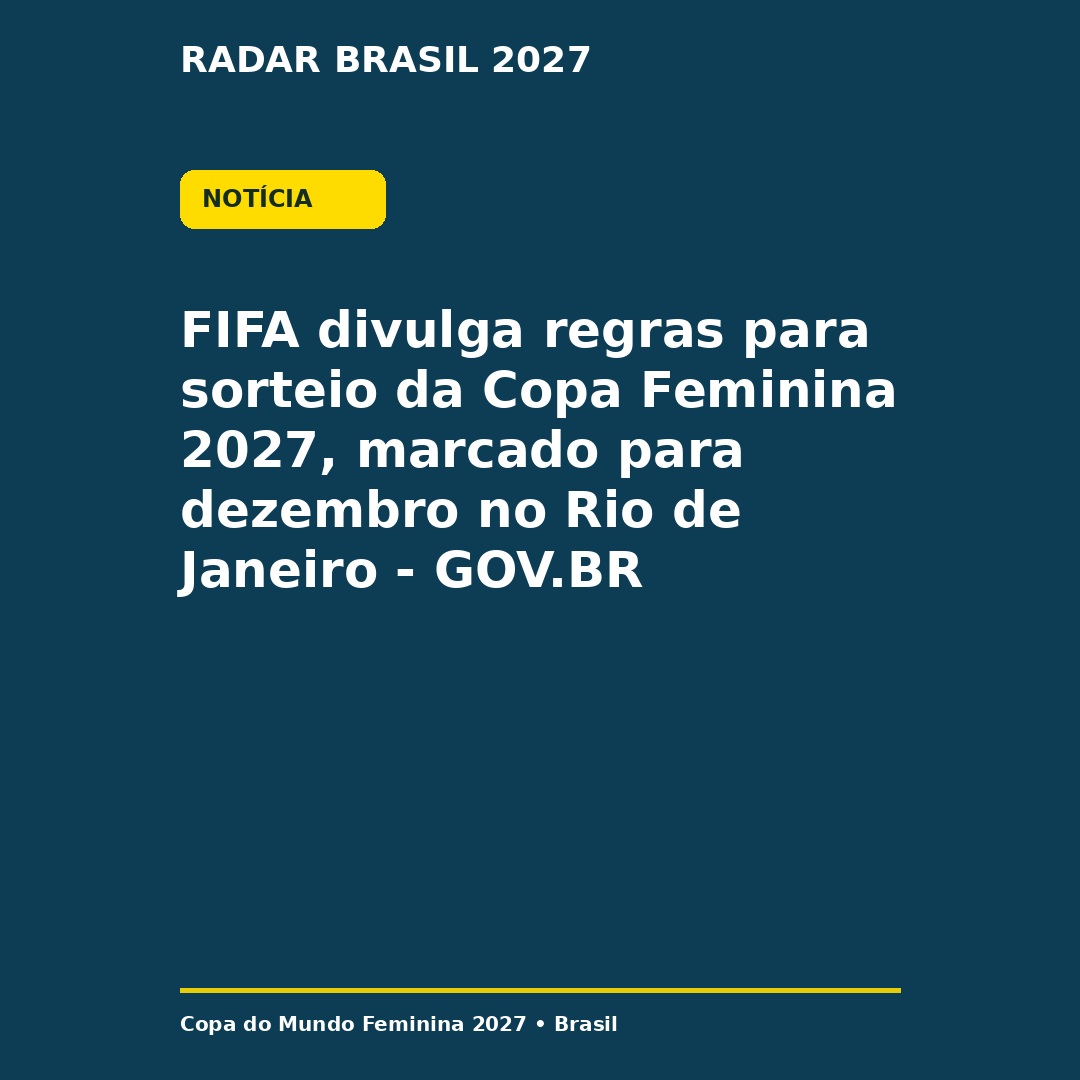 RADAR BRASIL 2027
NOTÍCIA
FIFA divulga regras para
sorteio da Copa Feminina
2027, marcado para
dezembro no Rio de
Janeiro - GOV.BR
Copa do Mundo Feminina 2027 • Brasil